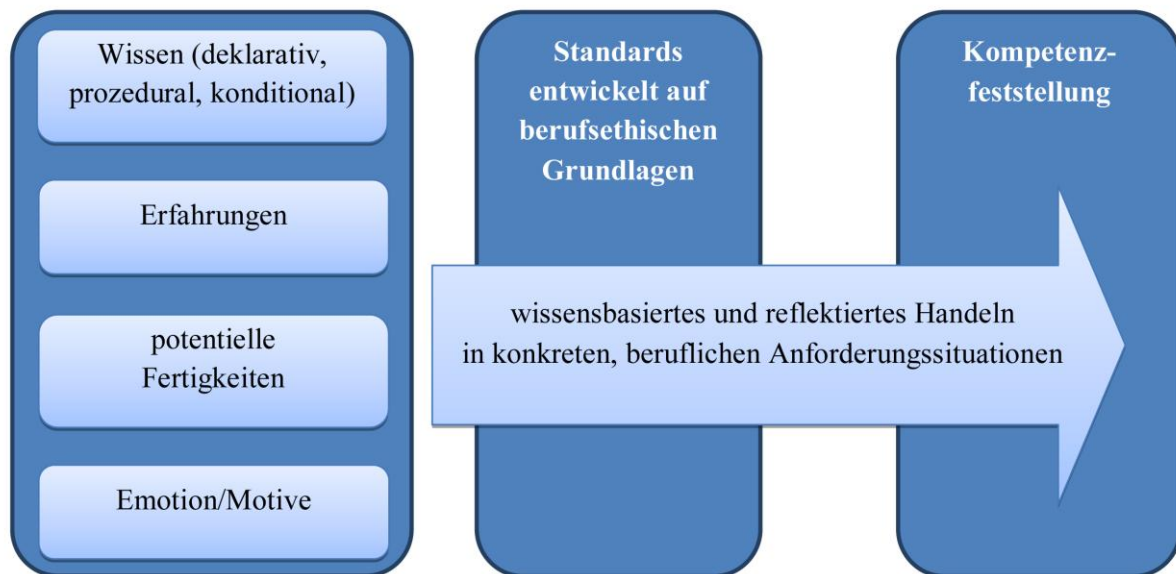 Wissen (deklarativ,
prozedural, konditional)
Erfahrungen
potentielle
Fertigkeiten
Emotion/Motive
Standards
entwickelt auf
berufsethischen
Grundlagen
Kompetenz-
feststellung
wissensbasiertes und reflektiertes Handeln
in konkreten, beruflichen Anforderungssituationen